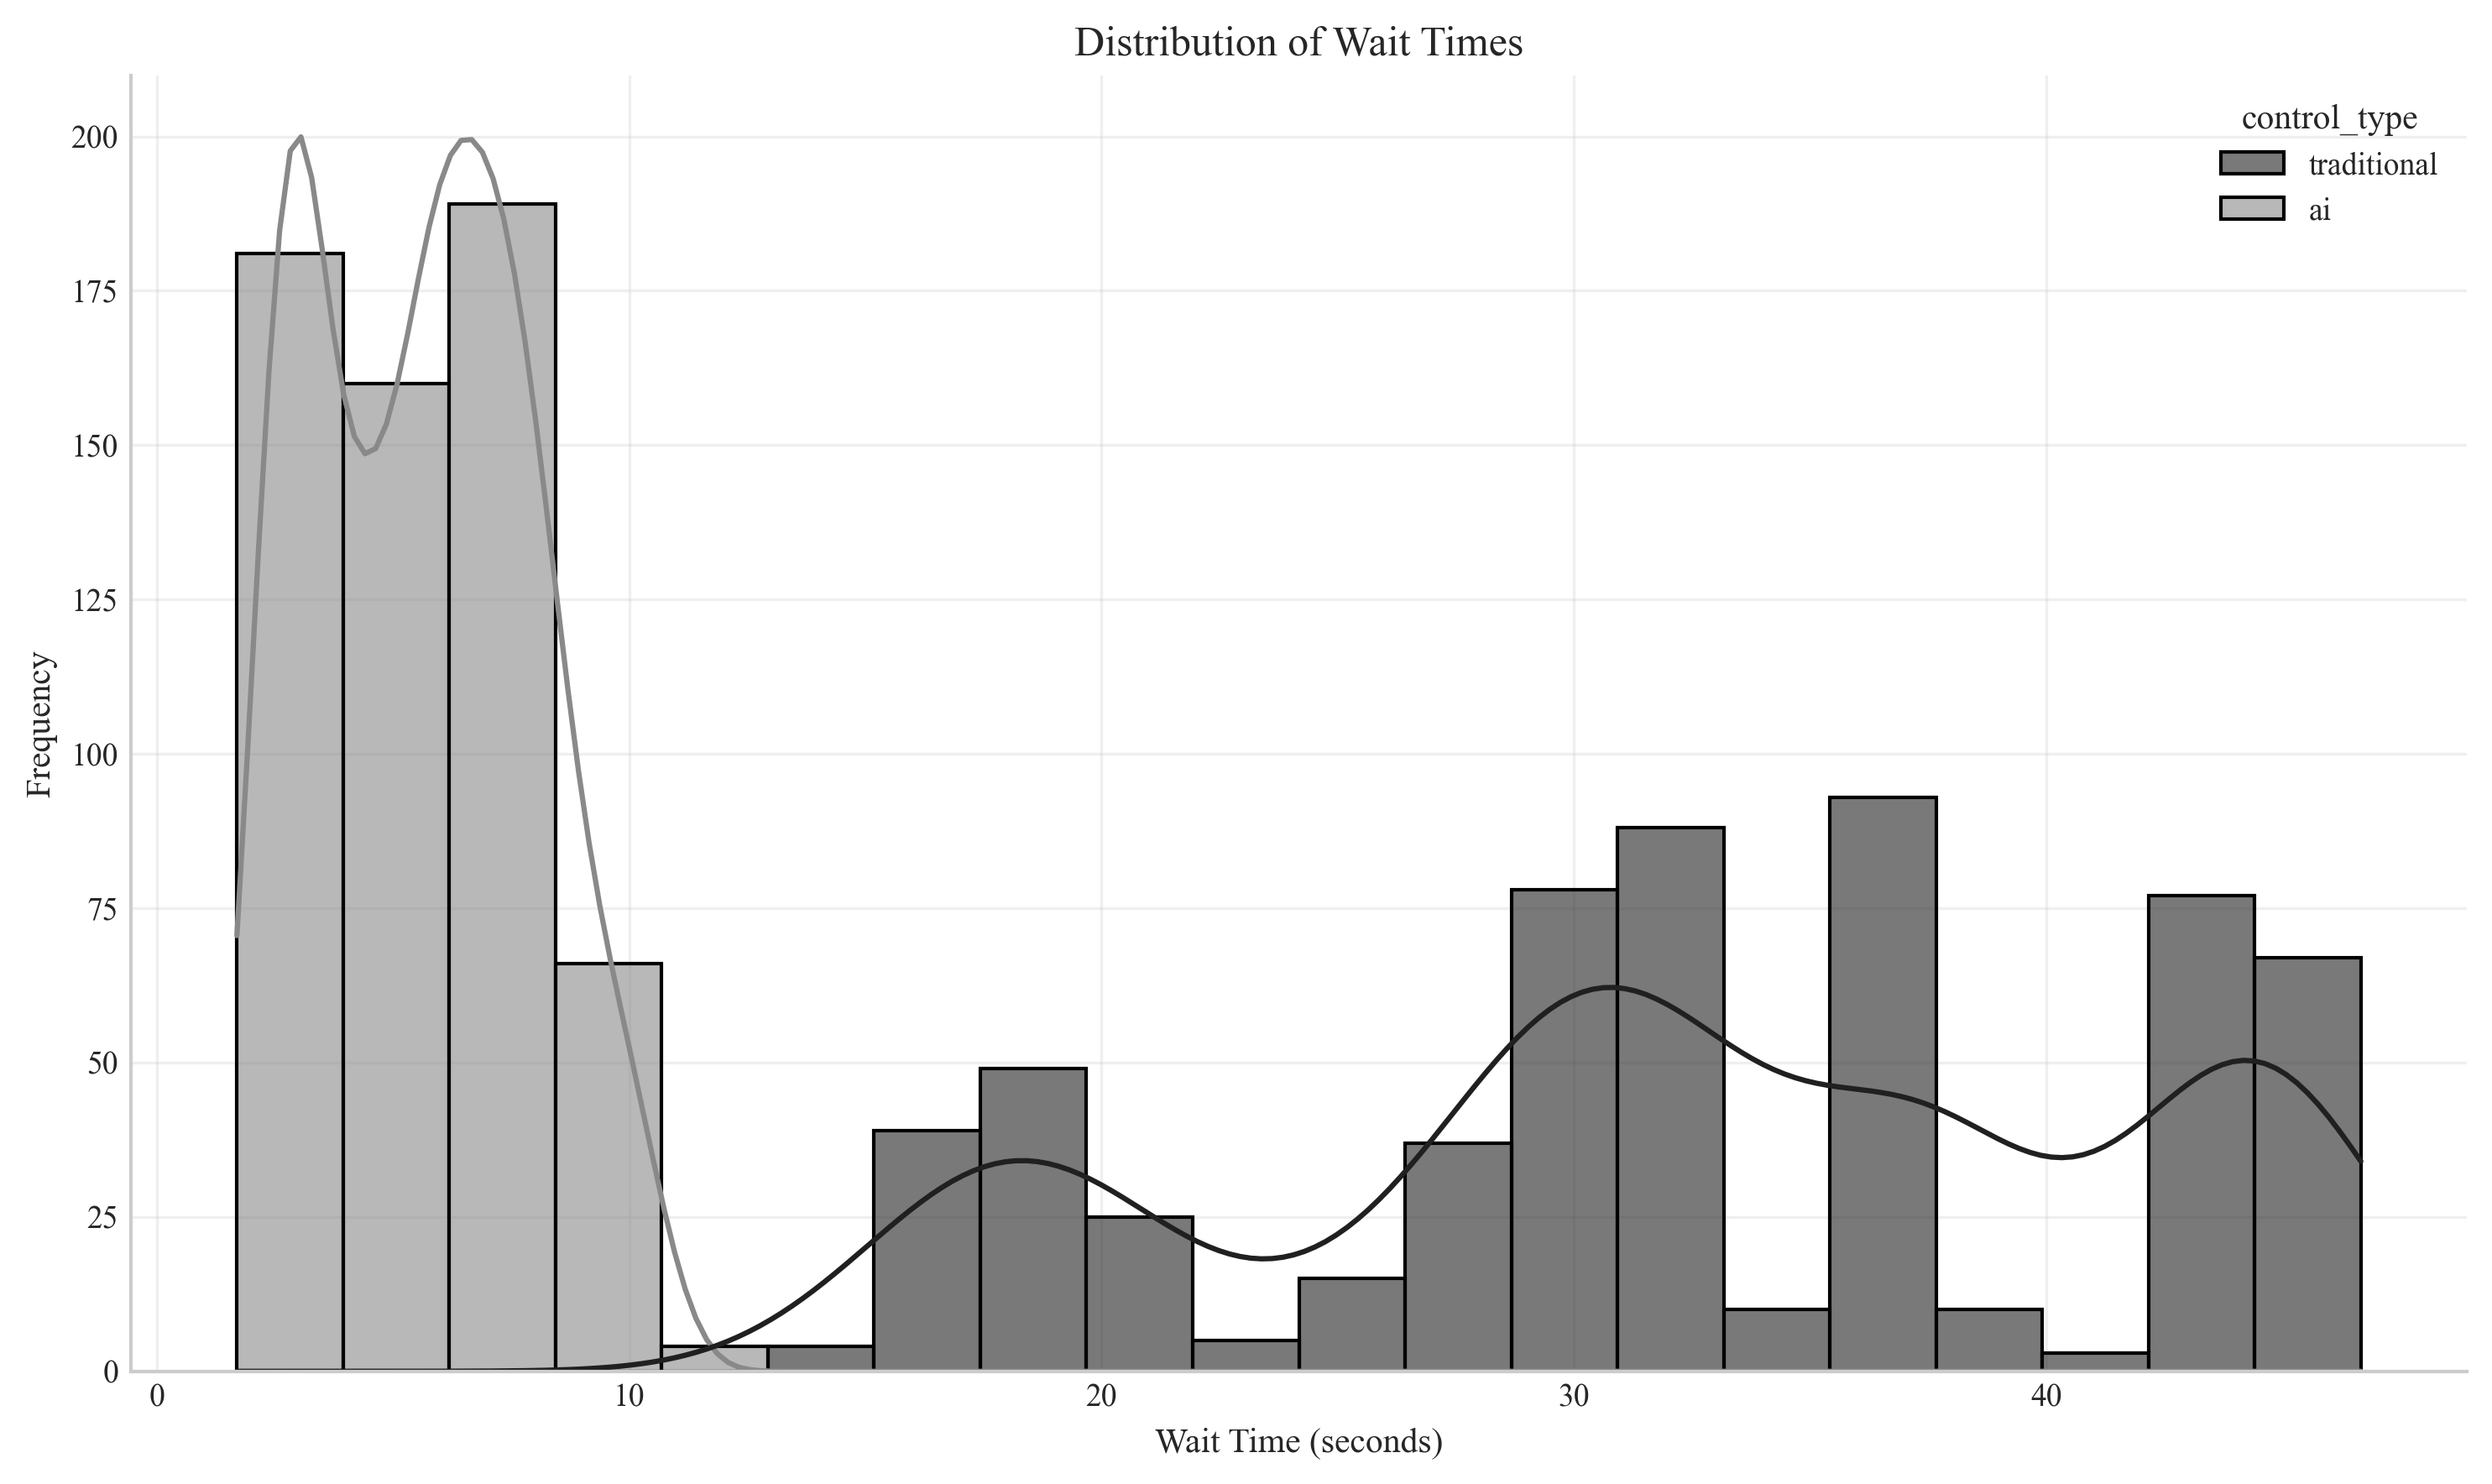 Distribution of Wait Times
control_type
traditional
ai
200
175
150
125
100
75
50
25
0
Frequency
0 10 20 30 40
Wait Time (seconds)